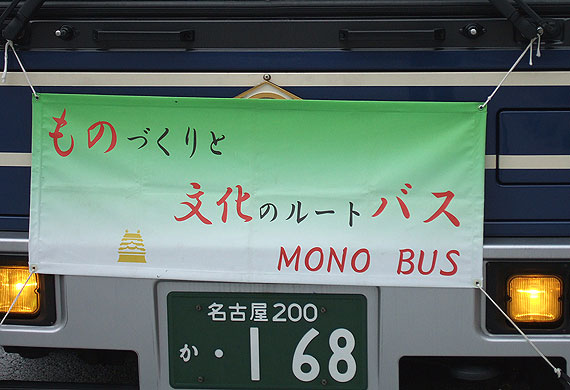 ものづくりと
文化のルートバス
MONO BUS
名古屋200
か・168